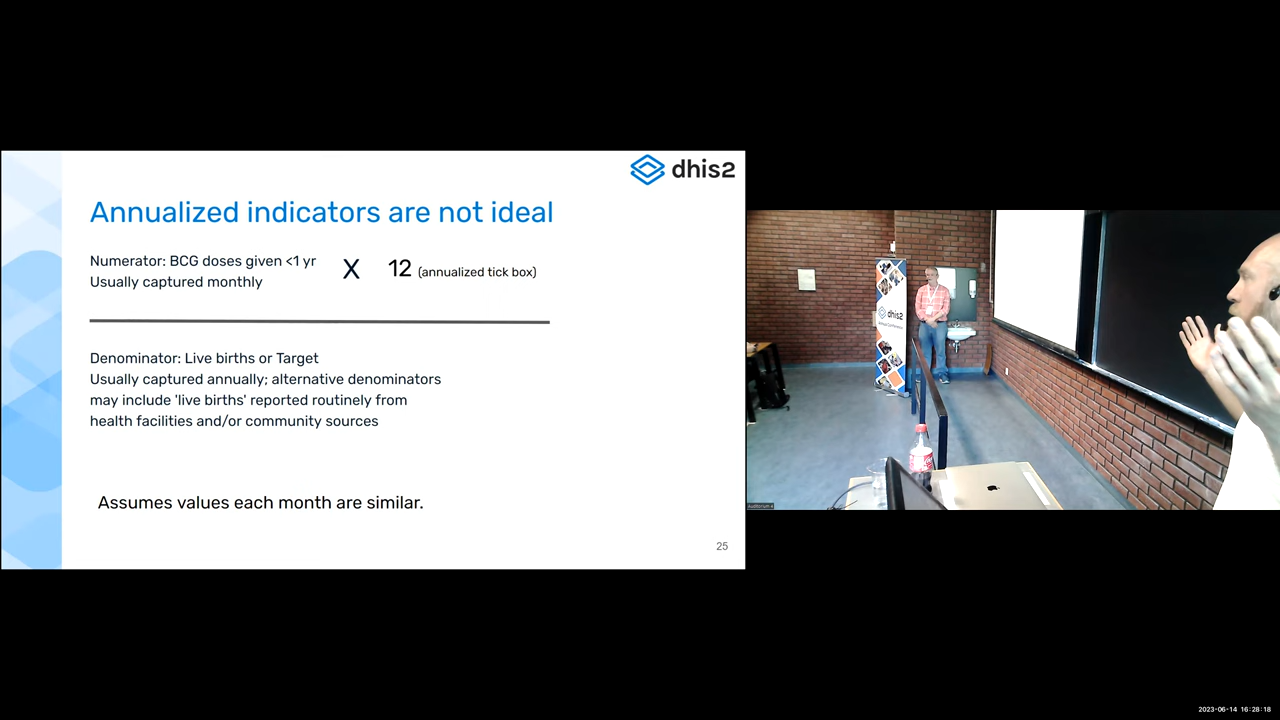 dhis2
Annualized indicators are not ideal
Numerator: BCG doses given <1 yr
Usually captured monthly
X 12 (annualized tick box)
Denominator: Live births or Target
Usually captured annually; alternative denominators
may include 'live births' reported routinely from
health facilities and/or community sources
Assumes values each month are similar.
25
dhis2
2023-06-14 16:28:18